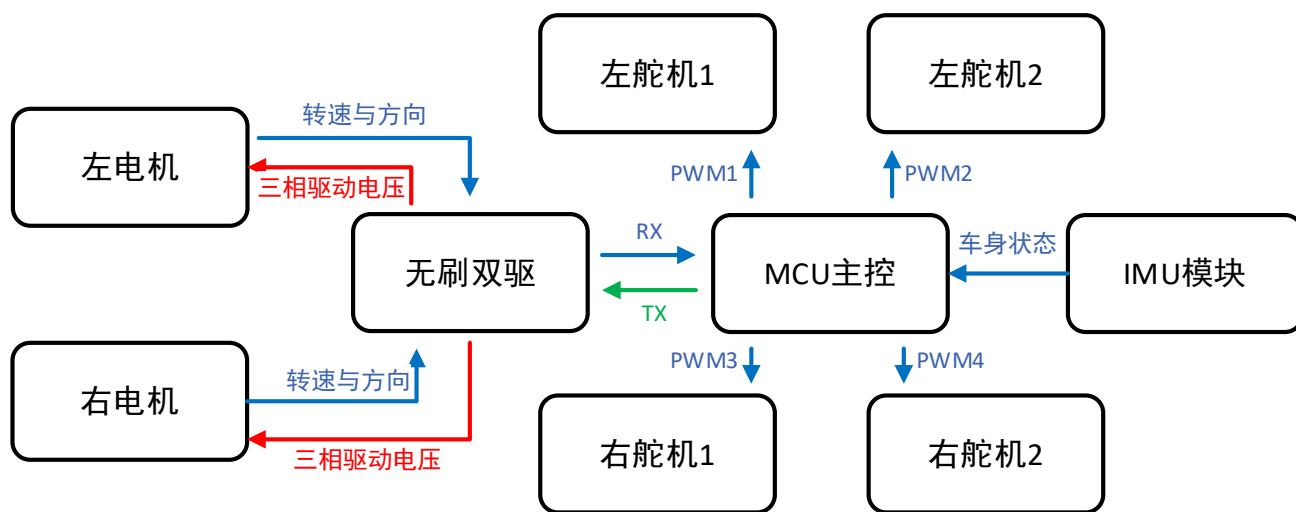 左舵机1
左舵机2
转速与方向
左电机
三相驱动电压
PWM1
PWM2
RX
车身状态
无刷双驱
MCU主控
IMU模块
TX
PWM3
PWM4
转速与方向
右电机
三相驱动电压
右舵机1
右舵机2